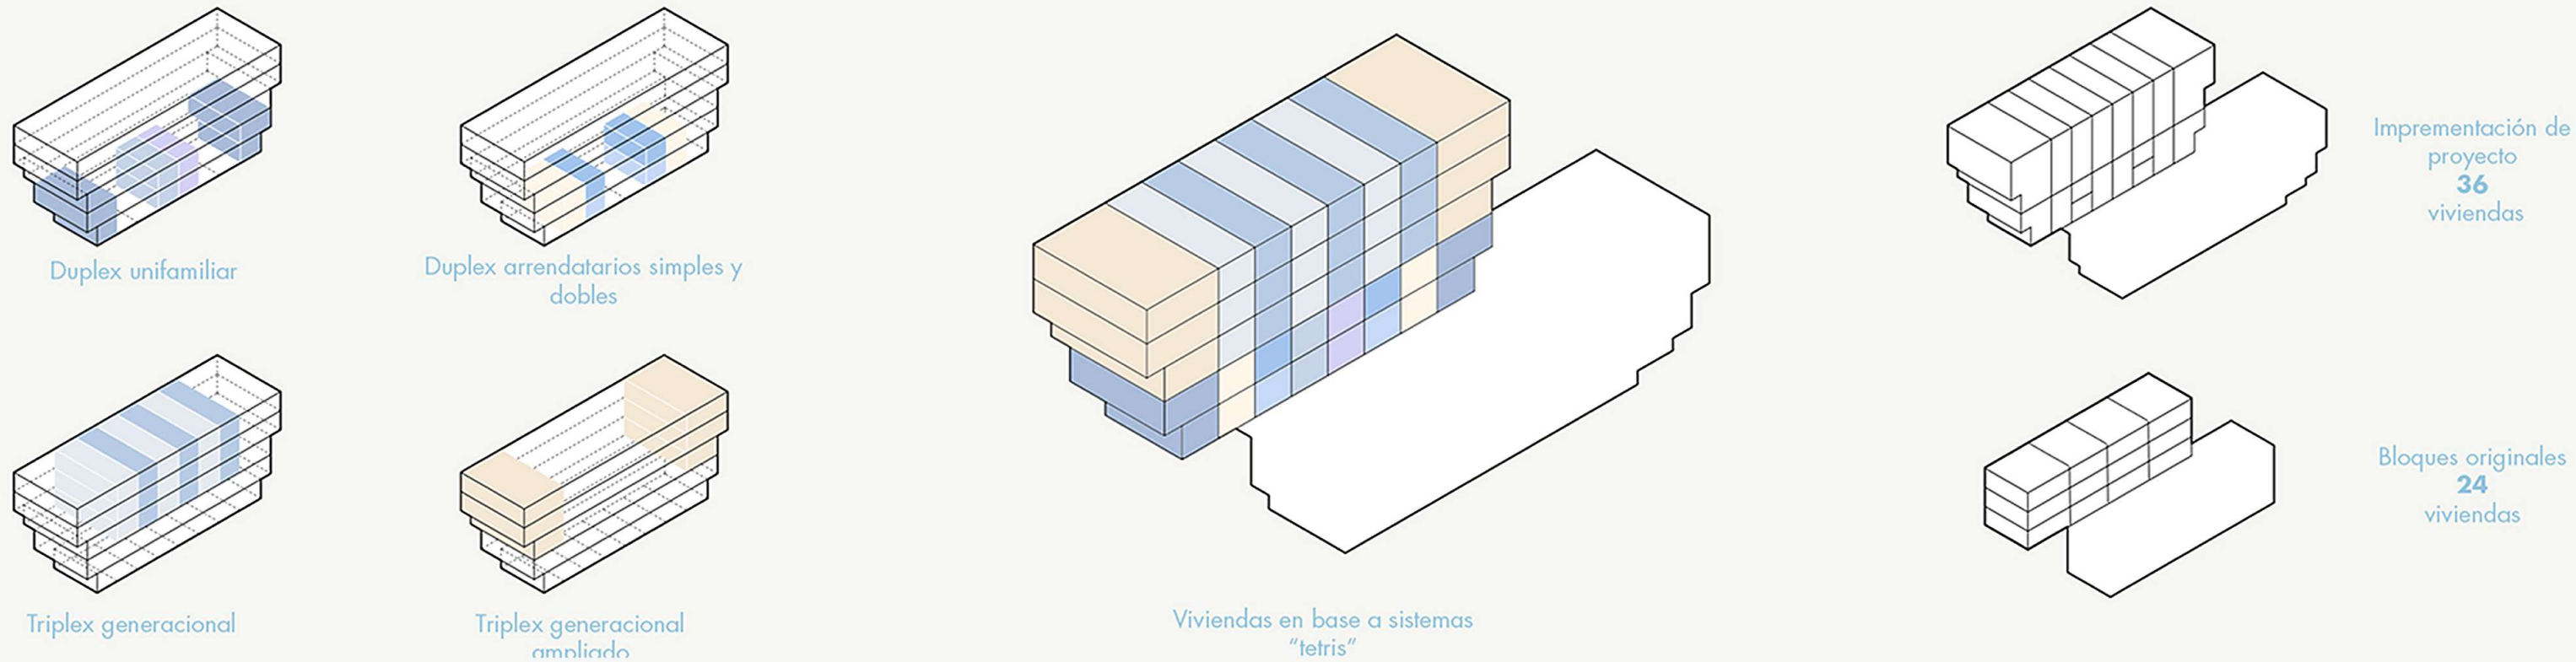 Duplex unifamiliar
Duplex arrendatarios simples y
dobles
Triplex generacional
Triplex generacional
ampliado
Viviendas en base a sistemas
“tetris”
Imprementación de
proyecto
36
viviendas
Bloques originales
24
viviendas